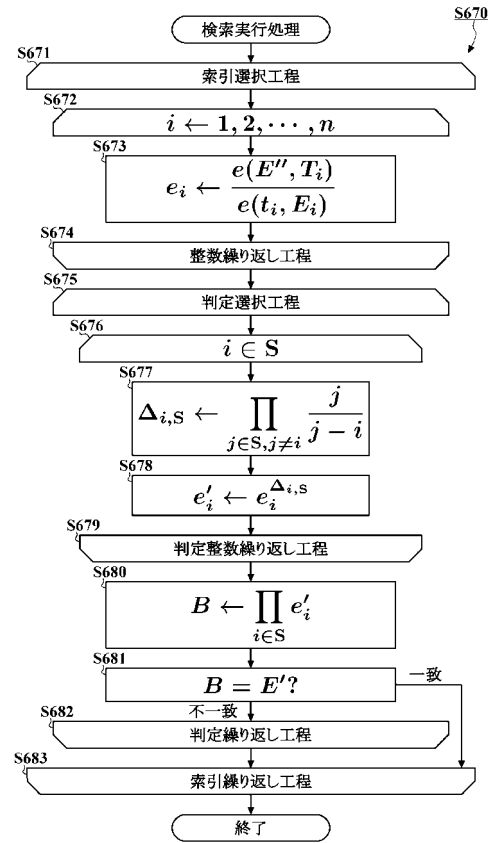 S670
検索実行処理
S671
索引選択工程
S672
i ← 1, 2, ⋯, n
S673
e_i ← e(E'', T_i) / e(t_i, E_i)
S674
整数繰り返し工程
S675
判定選択工程
S676
i ∈ S
S677
Δ_{i,S} ← ∏_{j∈S, j≠i} j / (j − i)
S678
e'_i ← e_i^{Δ_{i,S}}
S679
判定整数繰り返し工程
S680
B ← ∏_{i∈S} e'_i
S681
B = E'?
一致
不一致
S682
判定繰り返し工程
S683
索引繰り返し工程
終了